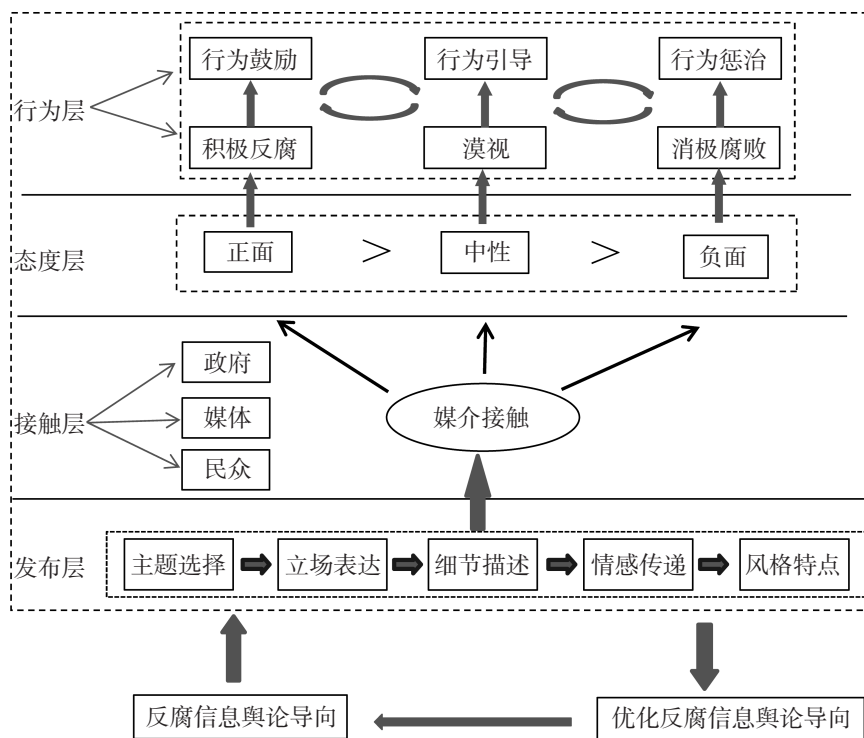 行为鼓励
行为引导
行为惩治
行为层
积极反腐
漠视
消极腐败
态度层
正面
>
中性
>
负面
政府
接触层
媒体
媒介接触
民众
发布层
主题选择
立场表达
细节描述
情感传递
风格特点
反腐信息舆论导向
优化反腐信息舆论导向